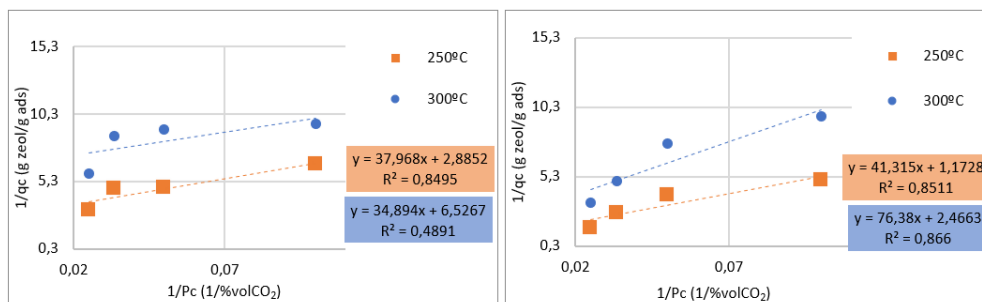 15,3
10,3
5,3
0,3
1/qc (g zeol/g ads)
250ºC
300ºC
y = 37,968x + 2,8852
R² = 0,8495
y = 34,894x + 6,5267
R² = 0,4891
0,02
0,07
1/Pc (1/%volCO₂)
15,3
10,3
5,3
0,3
1/qc (g zeol/g ads)
250ºC
300ºC
y = 41,315x + 1,1728
R² = 0,8511
y = 76,38x + 2,4663
R² = 0,866
0,02
0,07
1/Pc (1/%volCO₂)